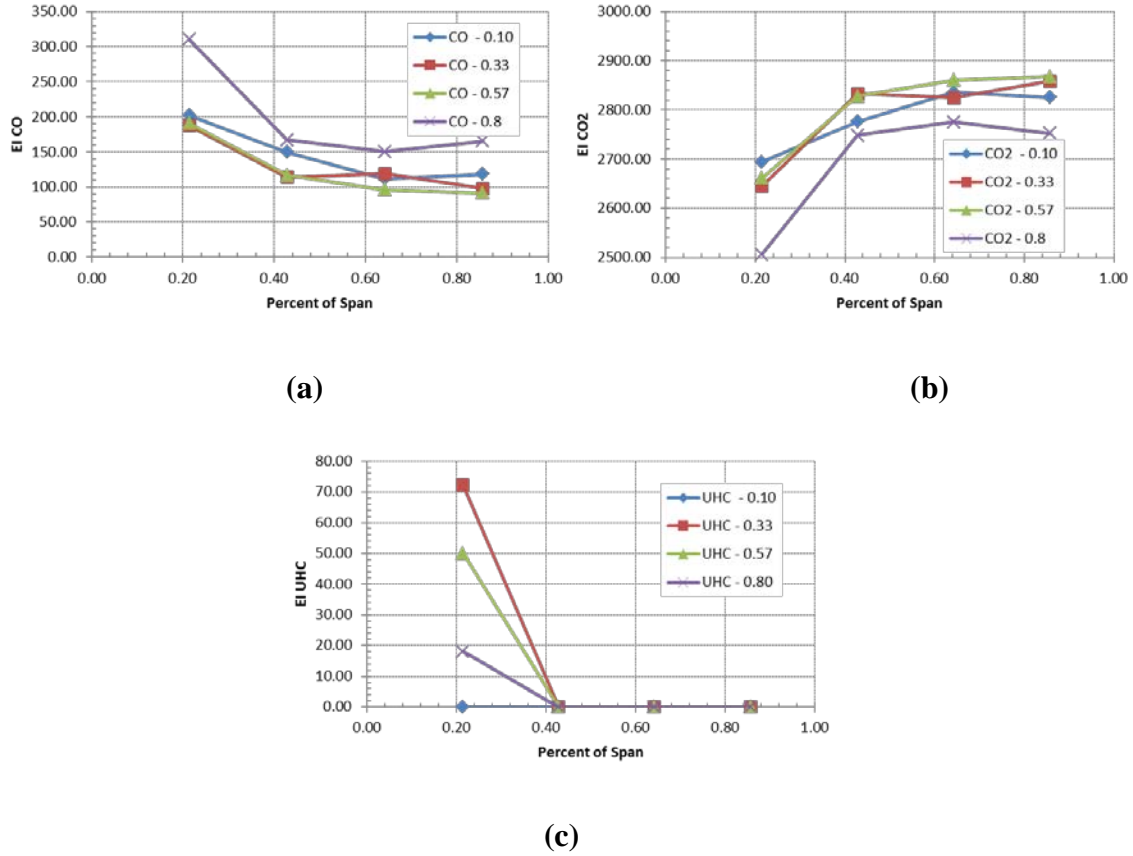 EI CO
350.00
300.00
250.00
200.00
150.00
100.00
50.00
0.00
0.00 0.20 0.40 0.60 0.80 1.00
Percent of Span
CO - 0.10
CO - 0.33
CO - 0.57
CO - 0.8
(a)
EI CO2
3000
2900
2800
2700
2600
2500
0.00 0.20 0.40 0.60 0.80 1.00
Percent of Span
CO2 - 0.10
CO2 - 0.33
CO2 - 0.57
CO2 - 0.8
(b)
EI UHC
80.00
70.00
60.00
50.00
40.00
30.00
20.00
10.00
0.00
0.00 0.20 0.40 0.60 0.80 1.00
Percent of Span
UHC - 0.10
UHC - 0.33
UHC - 0.57
UHC - 0.80
(c)